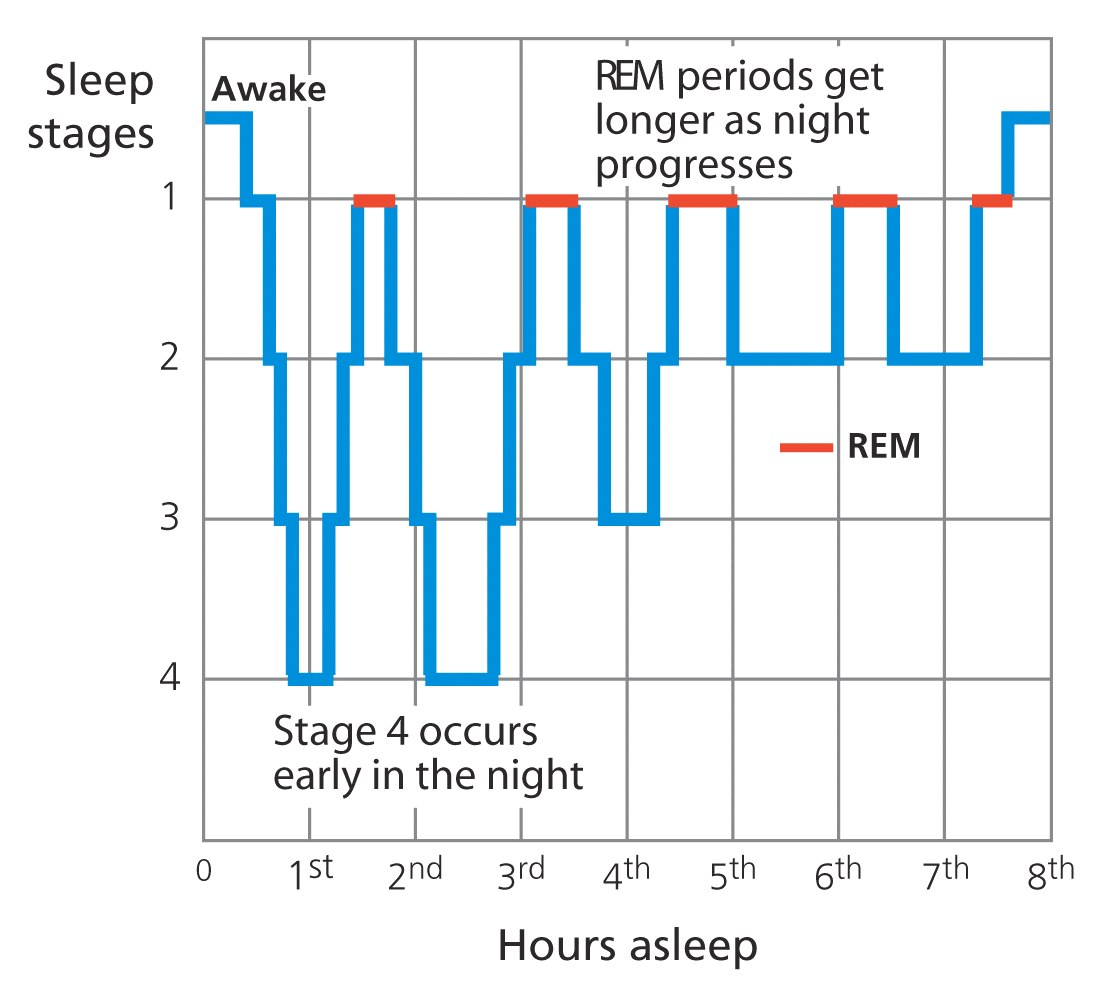 Sleep
stages
Awake
REM periods get
longer as night
progresses
1
2
REM
3
4
Stage 4 occurs
early in the night
0 1st 2nd 3rd 4th 5th 6th 7th 8th
Hours asleep